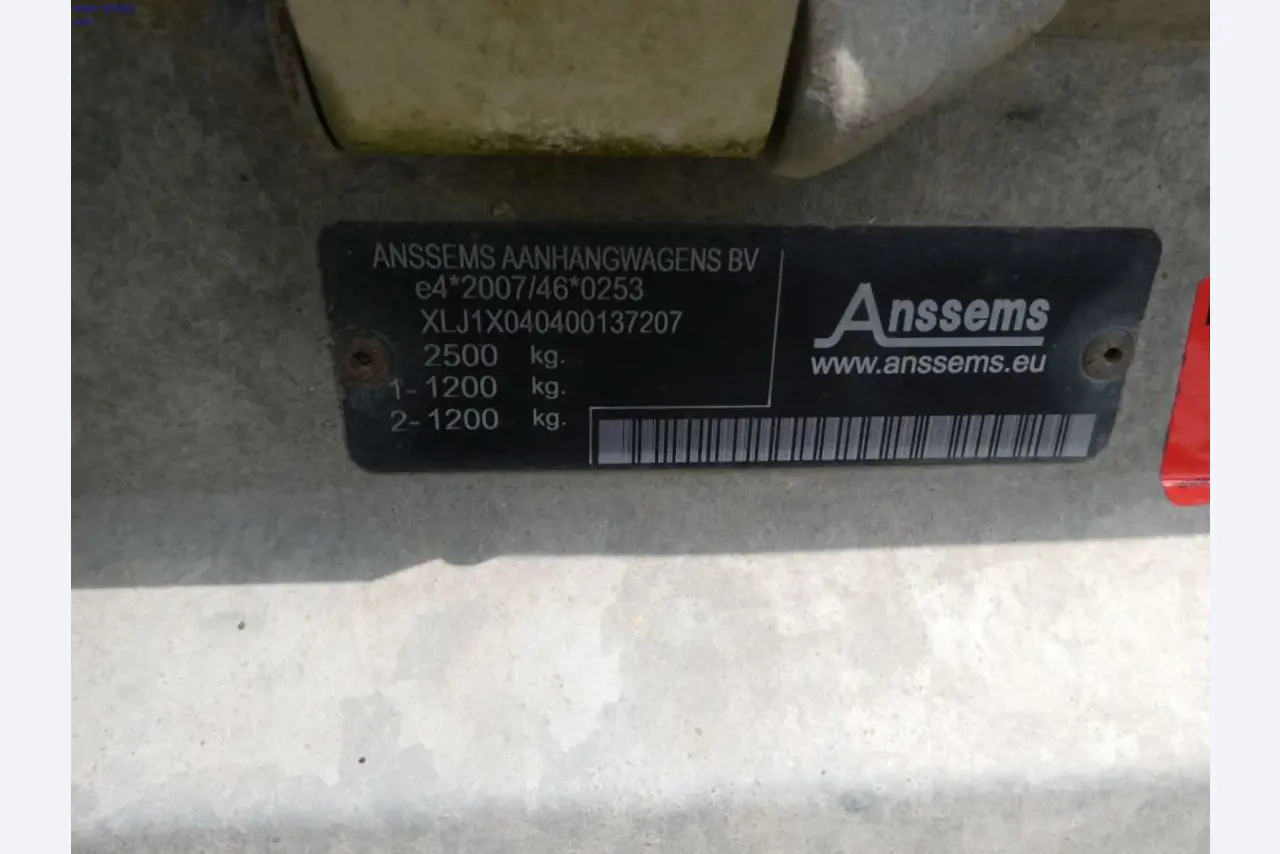 ANSSEMS AANHANGWAGENS BV
e4*2007/46*0253
XLJ1X040400137207
2500 kg.
1- 1200 kg.
2- 1200 kg.
Anssems
www.anssems.eu